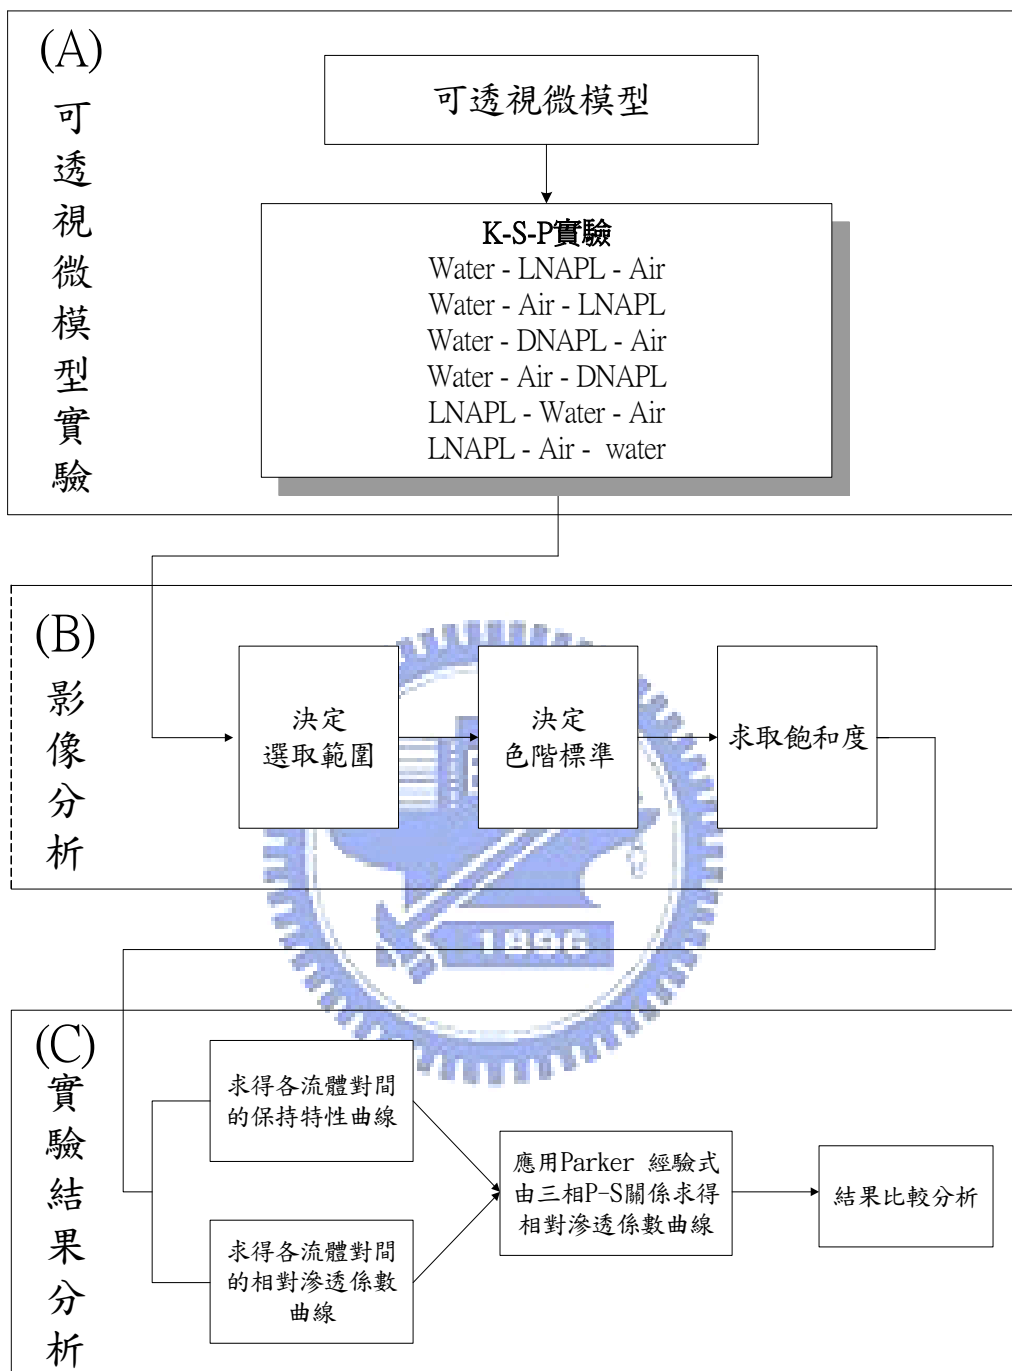 (A)
可透視微模型實驗
可透視微模型
K-S-P實驗
Water - LNAPL - Air
Water - Air - LNAPL
Water - DNAPL - Air
Water - Air - DNAPL
LNAPL - Water - Air
LNAPL - Air - water
(B)
影像分析
決定
選取範圍
決定
色階標準
求取飽和度
1896
(C)
實驗結果分析
求得各流體對間
的保持特性曲線
求得各流體對間
的相對滲透係數
曲線
應用Parker 經驗式
由三相P-S關係求得
相對滲透係數曲線
結果比較分析